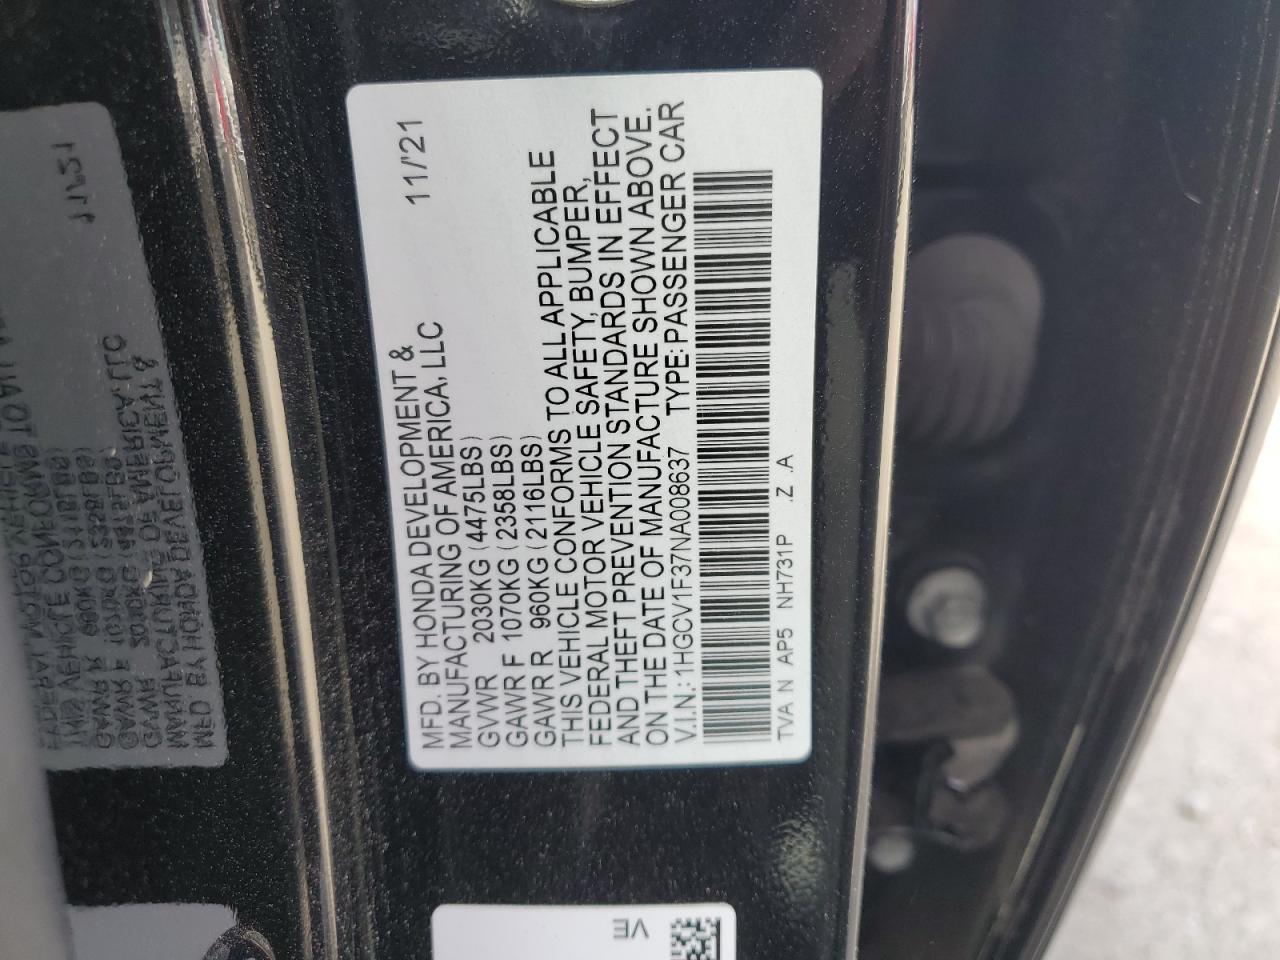 MFD. BY HONDA DEVELOPMENT & 11/'21
MANUFACTURING OF AMERICA, LLC
GVWR 2030KG (4475LBS)
GAWR F 1070KG (2358LBS)
GAWR R 960KG (2116LBS)
THIS VEHICLE CONFORMS TO ALL APPLICABLE
FEDERAL MOTOR VEHICLE SAFETY, BUMPER,
AND THEFT PREVENTION STANDARDS IN EFFECT
ON THE DATE OF MANUFACTURE SHOWN ABOVE.
V.I.N.: 1HGCV1F37NA008637 TYPE: PASSENGER CAR
TVA N AP5 NH731P .Z .A
VE